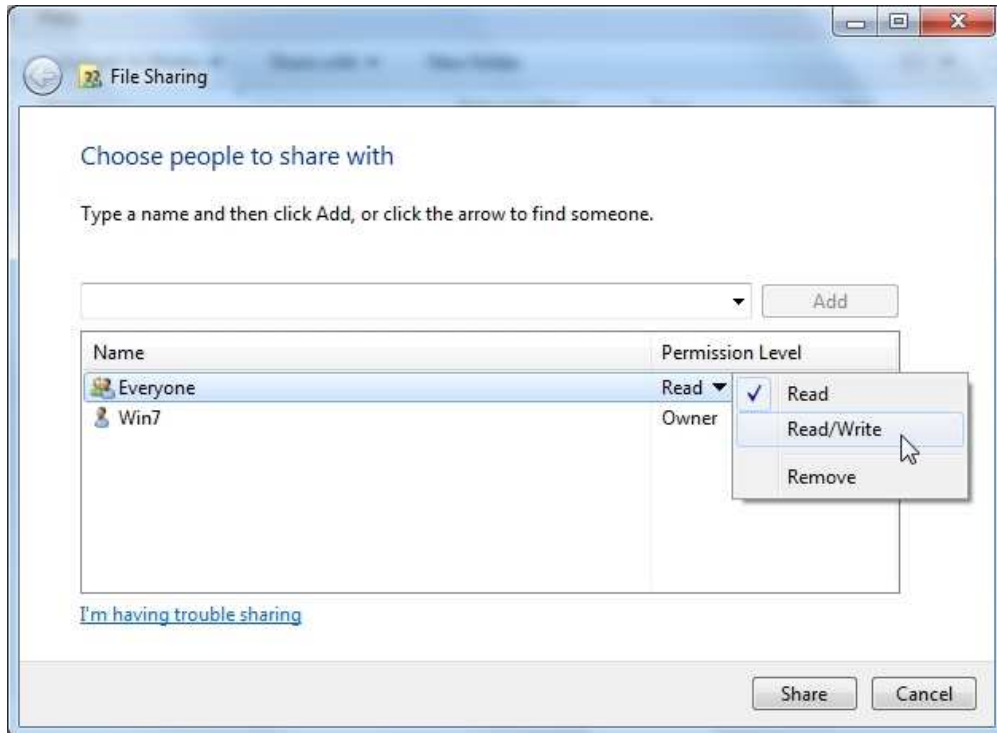 File Sharing
Choose people to share with
Type a name and then click Add, or click the arrow to find someone.
Add
Name Permission Level
Everyone Read
Read
Win7 Owner
Read/Write
Remove
I'm having trouble sharing
Share Cancel